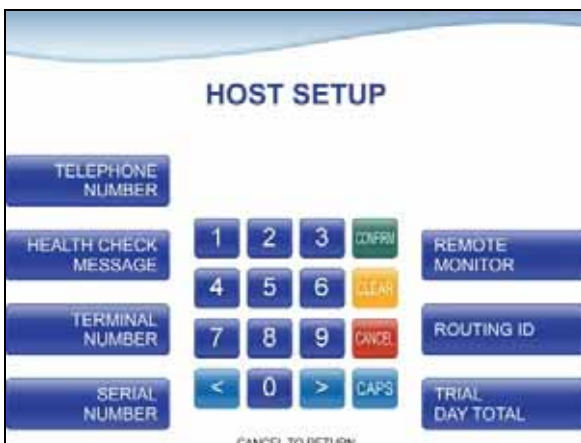 HOST SETUP
TELEPHONE
NUMBER
HEALTH CHECK
MESSAGE
TERMINAL
NUMBER
SERIAL
NUMBER
1 2 3 CONFIRM
4 5 6 CLEAR
7 8 9 CANCEL
< 0 > CAPS
REMOTE
MONITOR
ROUTING ID
TRIAL
DAY TOTAL
CANCEL TO RETURN